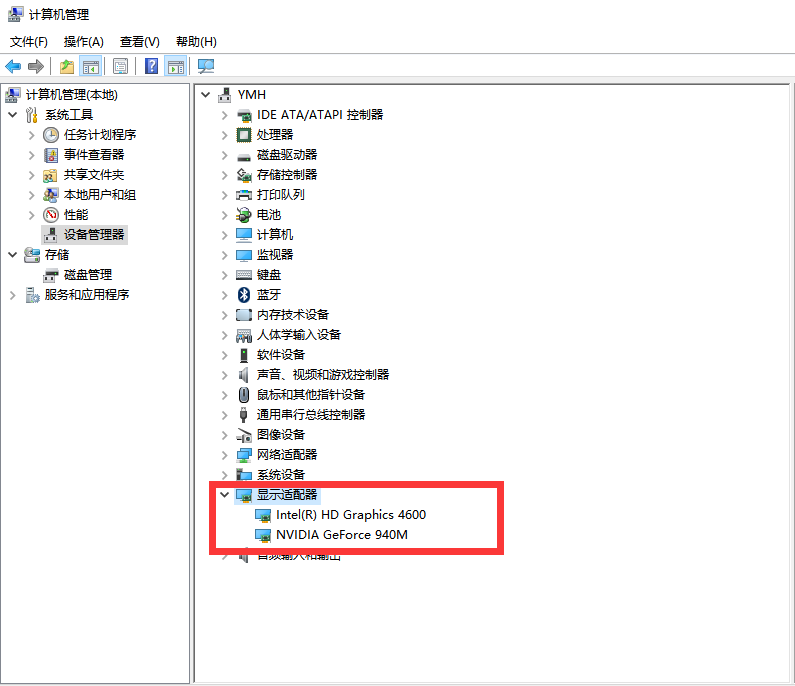 计算机管理
文件(F) 操作(A) 查看(V) 帮助(H)
计算机管理(本地)
系统工具
任务计划程序
事件查看器
共享文件夹
本地用户和组
性能
设备管理器
存储
磁盘管理
服务和应用程序
YMH
IDE ATA/ATAPI 控制器
处理器
磁盘驱动器
存储控制器
打印队列
电池
计算机
监视器
键盘
蓝牙
内存技术设备
人体学输入设备
软件设备
声音、视频和游戏控制器
鼠标和其他指针设备
通用串行总线控制器
图像设备
网络适配器
系统设备
显示适配器
Intel(R) HD Graphics 4600
NVIDIA GeForce 940M
音频输入和输出